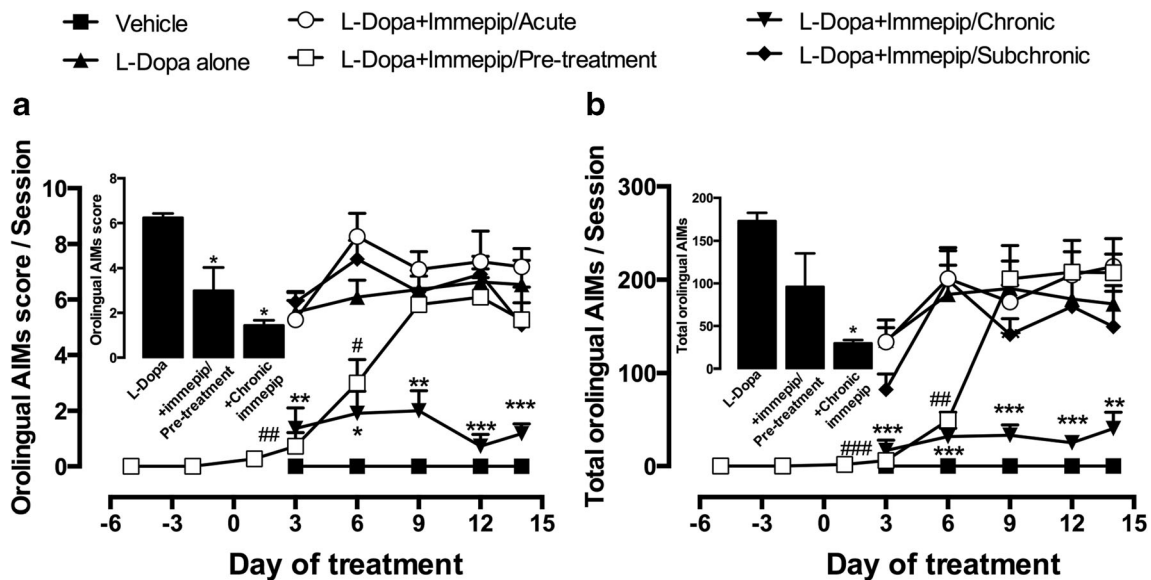 Vehicle
L-Dopa+Immepip/Acute
L-Dopa+Immepip/Chronic
L-Dopa alone
L-Dopa+Immepip/Pre-treatment
L-Dopa+Immepip/Subchronic
a
Orolingual AIMs score / Session
10
8
6
4
2
0
Orolingual AIMs score
8
6
4
2
0
*
*
L-Dopa
+immepip/
Pre-treatment
+Chronic
immepip
#
##
**
**
*
***
***
-6
-3
0
3
6
9
12
15
Day of treatment
b
Total orolingual AIMs / Session
300
200
100
0
Total orolingual AIMs
200
150
100
50
0
*
L-Dopa
+immepip/
Pre-treatment
+Chronic
immepip
**
##
***
***
***
**
###
***
-6
-3
0
3
6
9
12
15
Day of treatment